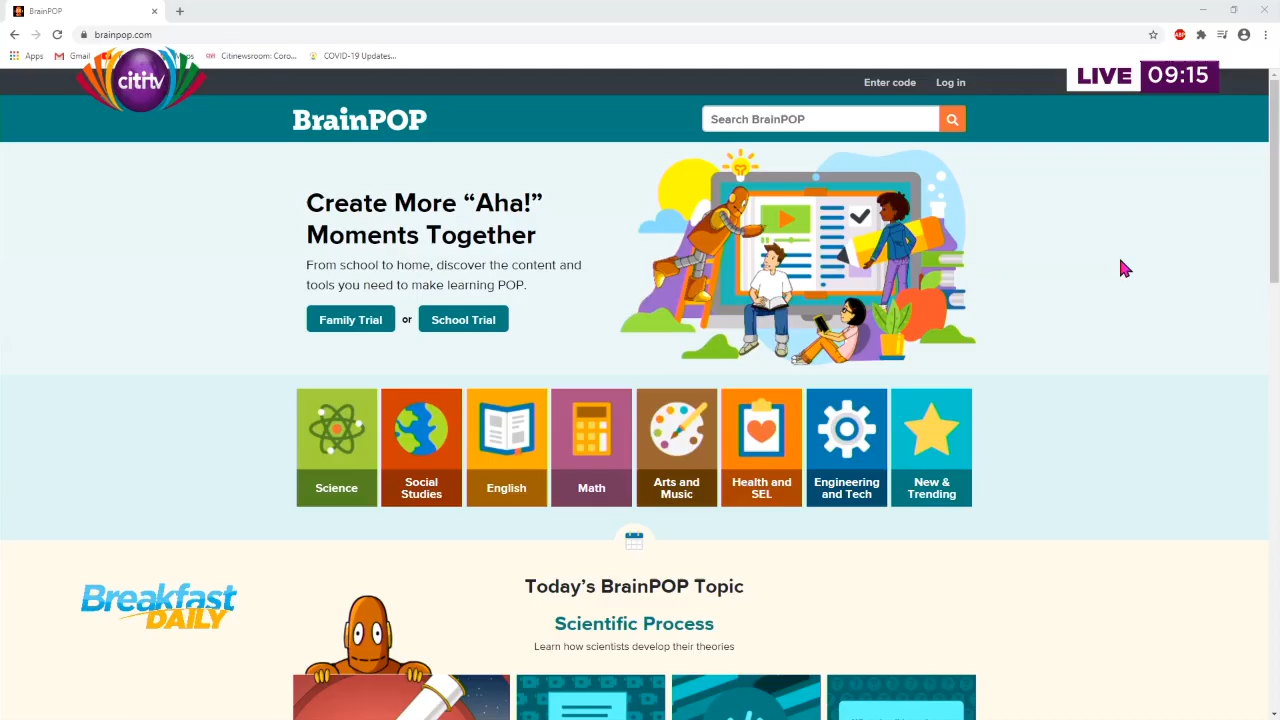 BrainPOP
brainpop.com
Apps
Gmail
Maps
Citinewsroom: Coro...
COVID-19 Updates...
citi tv
LIVE 09:15
Enter code
Log in
BrainPOP
Search BrainPOP
Create More “Aha!”
Moments Together
From school to home, discover the content and
tools you need to make learning POP.
Family Trial or School Trial
Science
Social
Studies
English
Math
Arts and
Music
Health and
SEL
Engineering
and Tech
New &
Trending
Today’s BrainPOP Topic
Breakfast
DAILY
Scientific Process
Learn how scientists develop their theories